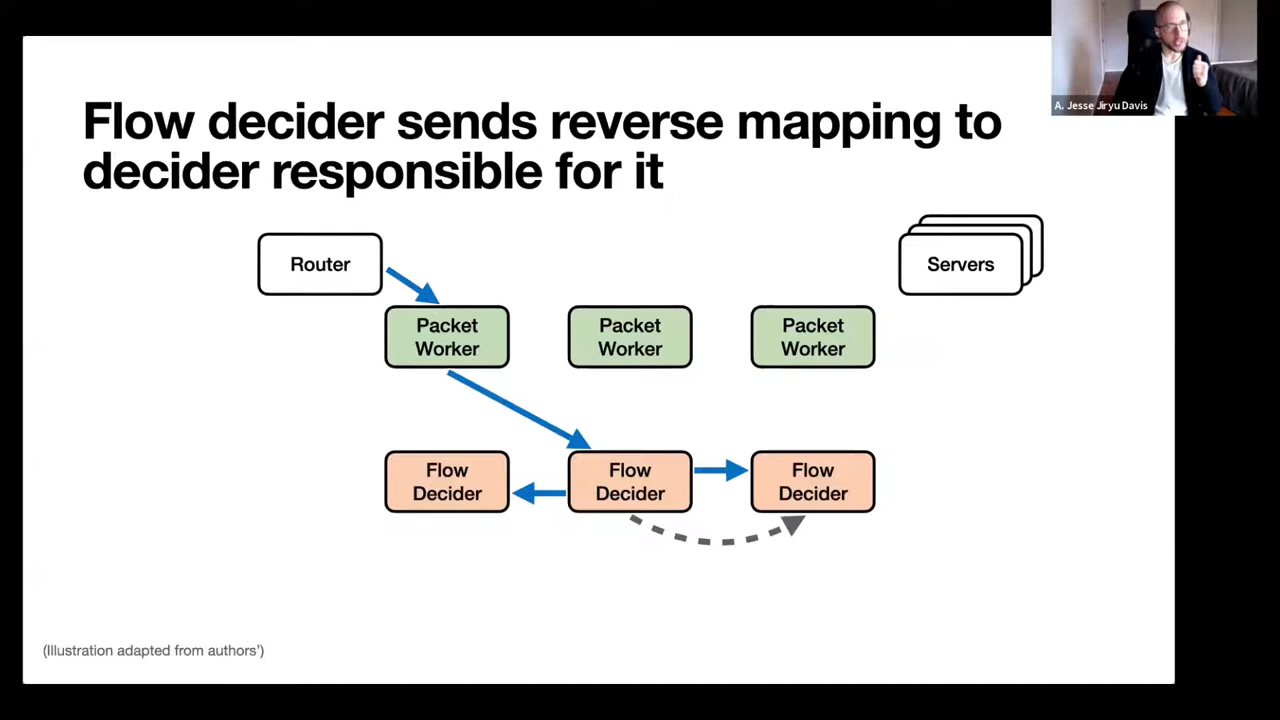 A. Jesse Jiryu Davis
Flow decider sends reverse mapping to
decider responsible for it
Router
Servers
Packet
Worker
Packet
Worker
Packet
Worker
Flow
Decider
Flow
Decider
Flow
Decider
(Illustration adapted from authors')